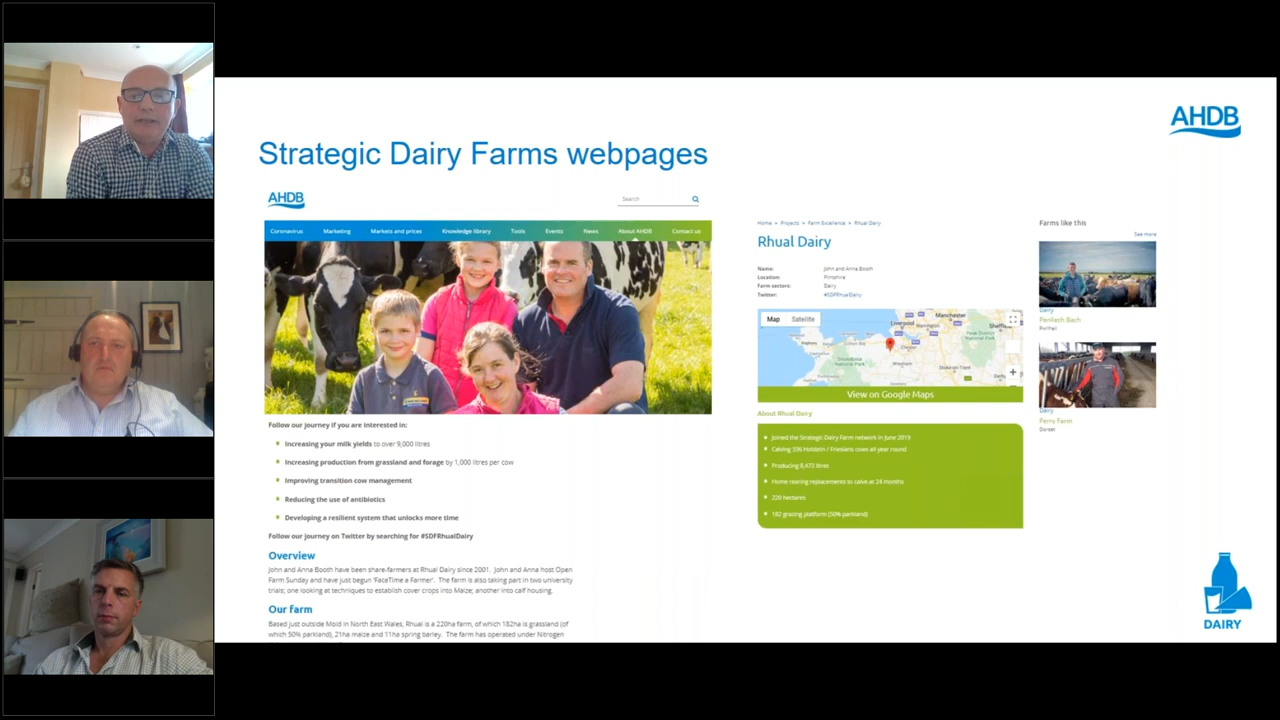 AHDB
Strategic Dairy Farms webpages
AHDB
Search
Coronavirus Marketing Markets and prices Knowledge library Tools Events News About AHDB Contact us
Follow our journey if you are interested in:
Increasing your milk yields to over 9,000 litres
Increasing production from grassland and forage by 1,000 litres per cow
Improving transition cow management
Reducing the use of antibiotics
Developing a resilient system that unlocks more time
Follow our journey on Twitter by searching for #SDFRhualDairy
Overview
John and Anna Booth have been share-farmers at Rhual Dairy since 2001. John and Anna host Open
Farm Sunday and have just begun 'FaceTime a Farmer'. The farm is also taking part in two university
trials; one looking at techniques to establish cover crops into Maize; another into calf housing.
Our farm
Based just outside Mold in North East Wales, Rhual is a 220ha farm, of which 182ha is grassland (of
which 50% parkland), 21ha maize and 11ha spring barley. The farm has operated under Nitrogen
Home > Projects > Farm Excellence > Rhual Dairy
Rhual Dairy
Name: John and Anna Booth
Location: Flintshire
Farm sectors: Dairy
Twitter: #SDFRhualDairy
Map Satellite
Manchester
Liverpool
Warrington
Chester
Wrexham
Stoke-on-Trent
View on Google Maps
About Rhual Dairy
Joined the Strategic Dairy Farm network in June 2019
Calving 335 Holstein / Friesians cows all year round
Producing 8,472 litres
Home rearing replacements to calve at 24 months
220 hectares
182 grazing platform (50% parkland)
Farms like this
See more
Dairy
Penllech Bach
Pwllheli
Dairy
Perry Farm
Dorset
DAIRY